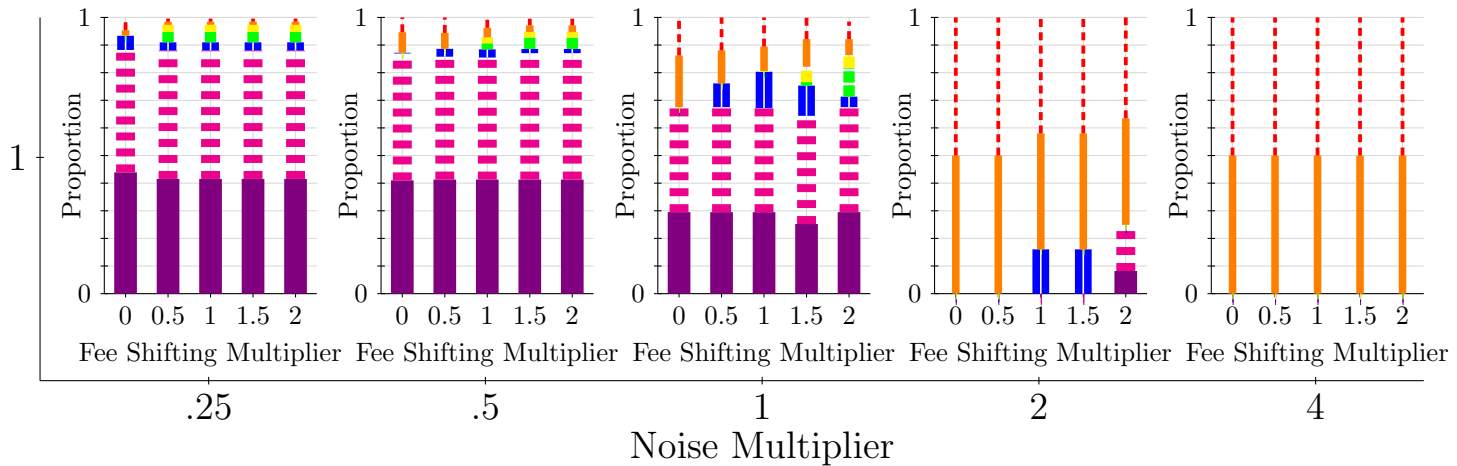 1 1 1 1 1
Proportion Proportion Proportion Proportion Proportion
1
0 0 0 0 0
0 0.5 1 1.5 2 0 0.5 1 1.5 2 0 0.5 1 1.5 2 0 0.5 1 1.5 2 0 0.5 1 1.5 2
Fee Shifting Multiplier Fee Shifting Multiplier Fee Shifting Multiplier Fee Shifting Multiplier Fee Shifting Multiplier
.25 .5 1 2 4
Noise Multiplier